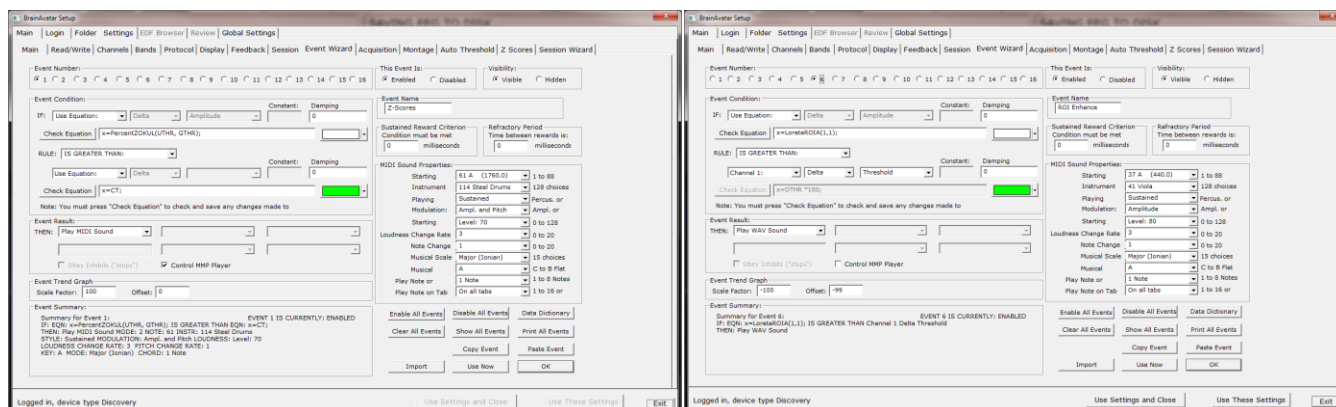 BrainAvatar Setup
Main Login Folder Settings EDF Browser Review Global Settings
Main Read/Write Channels Bands Protocol Display Feedback Session Event Wizard Acquisition Montage Auto Threshold Z Scores Session Wizard
Event Number:
1 2 3 4 5 6 7 8 9 10 11 12 13 14 15 16
This Event Is:
Enabled Disabled
Visibility:
Visible Hidden
Event Condition:
Constant: Damping
IF: Use Equation: Delta Amplitude 0
Check Equation x=PercentZOKUL(UTHR, GTHR);
RULE: IS GREATER THAN:
Constant: Damping
Use Equation: Delta 0
Check Equation x=CT;
Note: You must press "Check Equation" to check and save any changes made to
Event Result:
THEN: Play MIDI Sound
Obey Inhibits ("stops") Control MMP Player
Event Trend Graph
Scale Factor: 100 Offset: 0
Event Summary:
Summary for Event 1: EVENT 1 IS CURRENTLY: ENABLED
IF: EQN: x=PercentZOKUL(UTHR, GTHR); IS GREATER THAN EQN: x=CT;
THEN: Play MIDI Sound MODE: 2 NOTE: 61 INSTR: 114 Steel Drums
STYLE: Sustained MODULATION: Ampl. and Pitch LOUDNESS: Level: 70
LOUDNESS CHANGE RATE: 3 PITCH CHANGE RATE: 1
KEY: A MODE: Major (Ionian) CHORD: 1 Note
Event Name
Z-Scores
Sustained Reward Criterion
Condition must be met
0 milliseconds
Refractory Period
Time between rewards is:
0 milliseconds
MIDI Sound Properties:
Starting 61 A (1760.0) 1 to 88
Instrument 114 Steel Drums 128 choices
Playing Sustained Percus. or
Modulation: Ampl. and Pitch Ampl. or
Starting Level: 70 0 to 128
Loudness Change Rate 3 0 to 20
Note Change 1 0 to 20
Musical Scale Major (Ionian) 15 choices
Musical A C to B Flat
Play Note or 1 Note 1 to 8 Notes
Play Note on Tab On all tabs 1 to 16 or
Enable All Events Disable All Events Data Dictionary
Clear All Events Show All Events Print All Events
Copy Event Paste Event
Import Use Now OK
Logged in, device type Discovery Use Settings and Close Use These Settings Exit
BrainAvatar Setup
Main Login Folder Settings EDF Browser Review Global Settings
Main Read/Write Channels Bands Protocol Display Feedback Session Event Wizard Acquisition Montage Auto Threshold Z Scores Session Wizard
Event Number:
1 2 3 4 5 6 7 8 9 10 11 12 13 14 15 16
This Event Is:
Enabled Disabled
Visibility:
Visible Hidden
Event Condition:
Constant: Damping
IF: Use Equation: Delta Amplitude 0
Check Equation x=LoretaROIA(1,1);
RULE: IS GREATER THAN:
Constant: Damping
Channel 1: Delta Threshold 0
Check Equation x=DTHR *100;
Note: You must press "Check Equation" to check and save any changes made to
Event Result:
THEN: Play WAV Sound
Obey Inhibits ("stops") Control MMP Player
Event Trend Graph
Scale Factor: -100 Offset: -99
Event Summary:
Summary for Event 6: EVENT 6 IS CURRENTLY: ENABLED
IF: EQN: x=LoretaROIA(1,1); IS GREATER THAN Channel 1 Delta Threshold
THEN: Play WAV Sound
Event Name
ROI Enhance
Sustained Reward Criterion
Condition must be met
0 milliseconds
Refractory Period
Time between rewards is:
0 milliseconds
MIDI Sound Properties:
Starting 37 A (440.0) 1 to 88
Instrument 41 Viola 128 choices
Playing Sustained Percus. or
Modulation: Amplitude Ampl. or
Starting Level: 80 0 to 128
Loudness Change Rate 3 0 to 20
Note Change 1 0 to 20
Musical Scale Major (Ionian) 15 choices
Musical A C to B Flat
Play Note or 1 Note 1 to 8 Notes
Play Note on Tab On all tabs 1 to 16 or
Enable All Events Disable All Events Data Dictionary
Clear All Events Show All Events Print All Events
Copy Event Paste Event
Import Use Now OK
Logged in, device type Discovery Use Settings and Close Use These Settings Exit